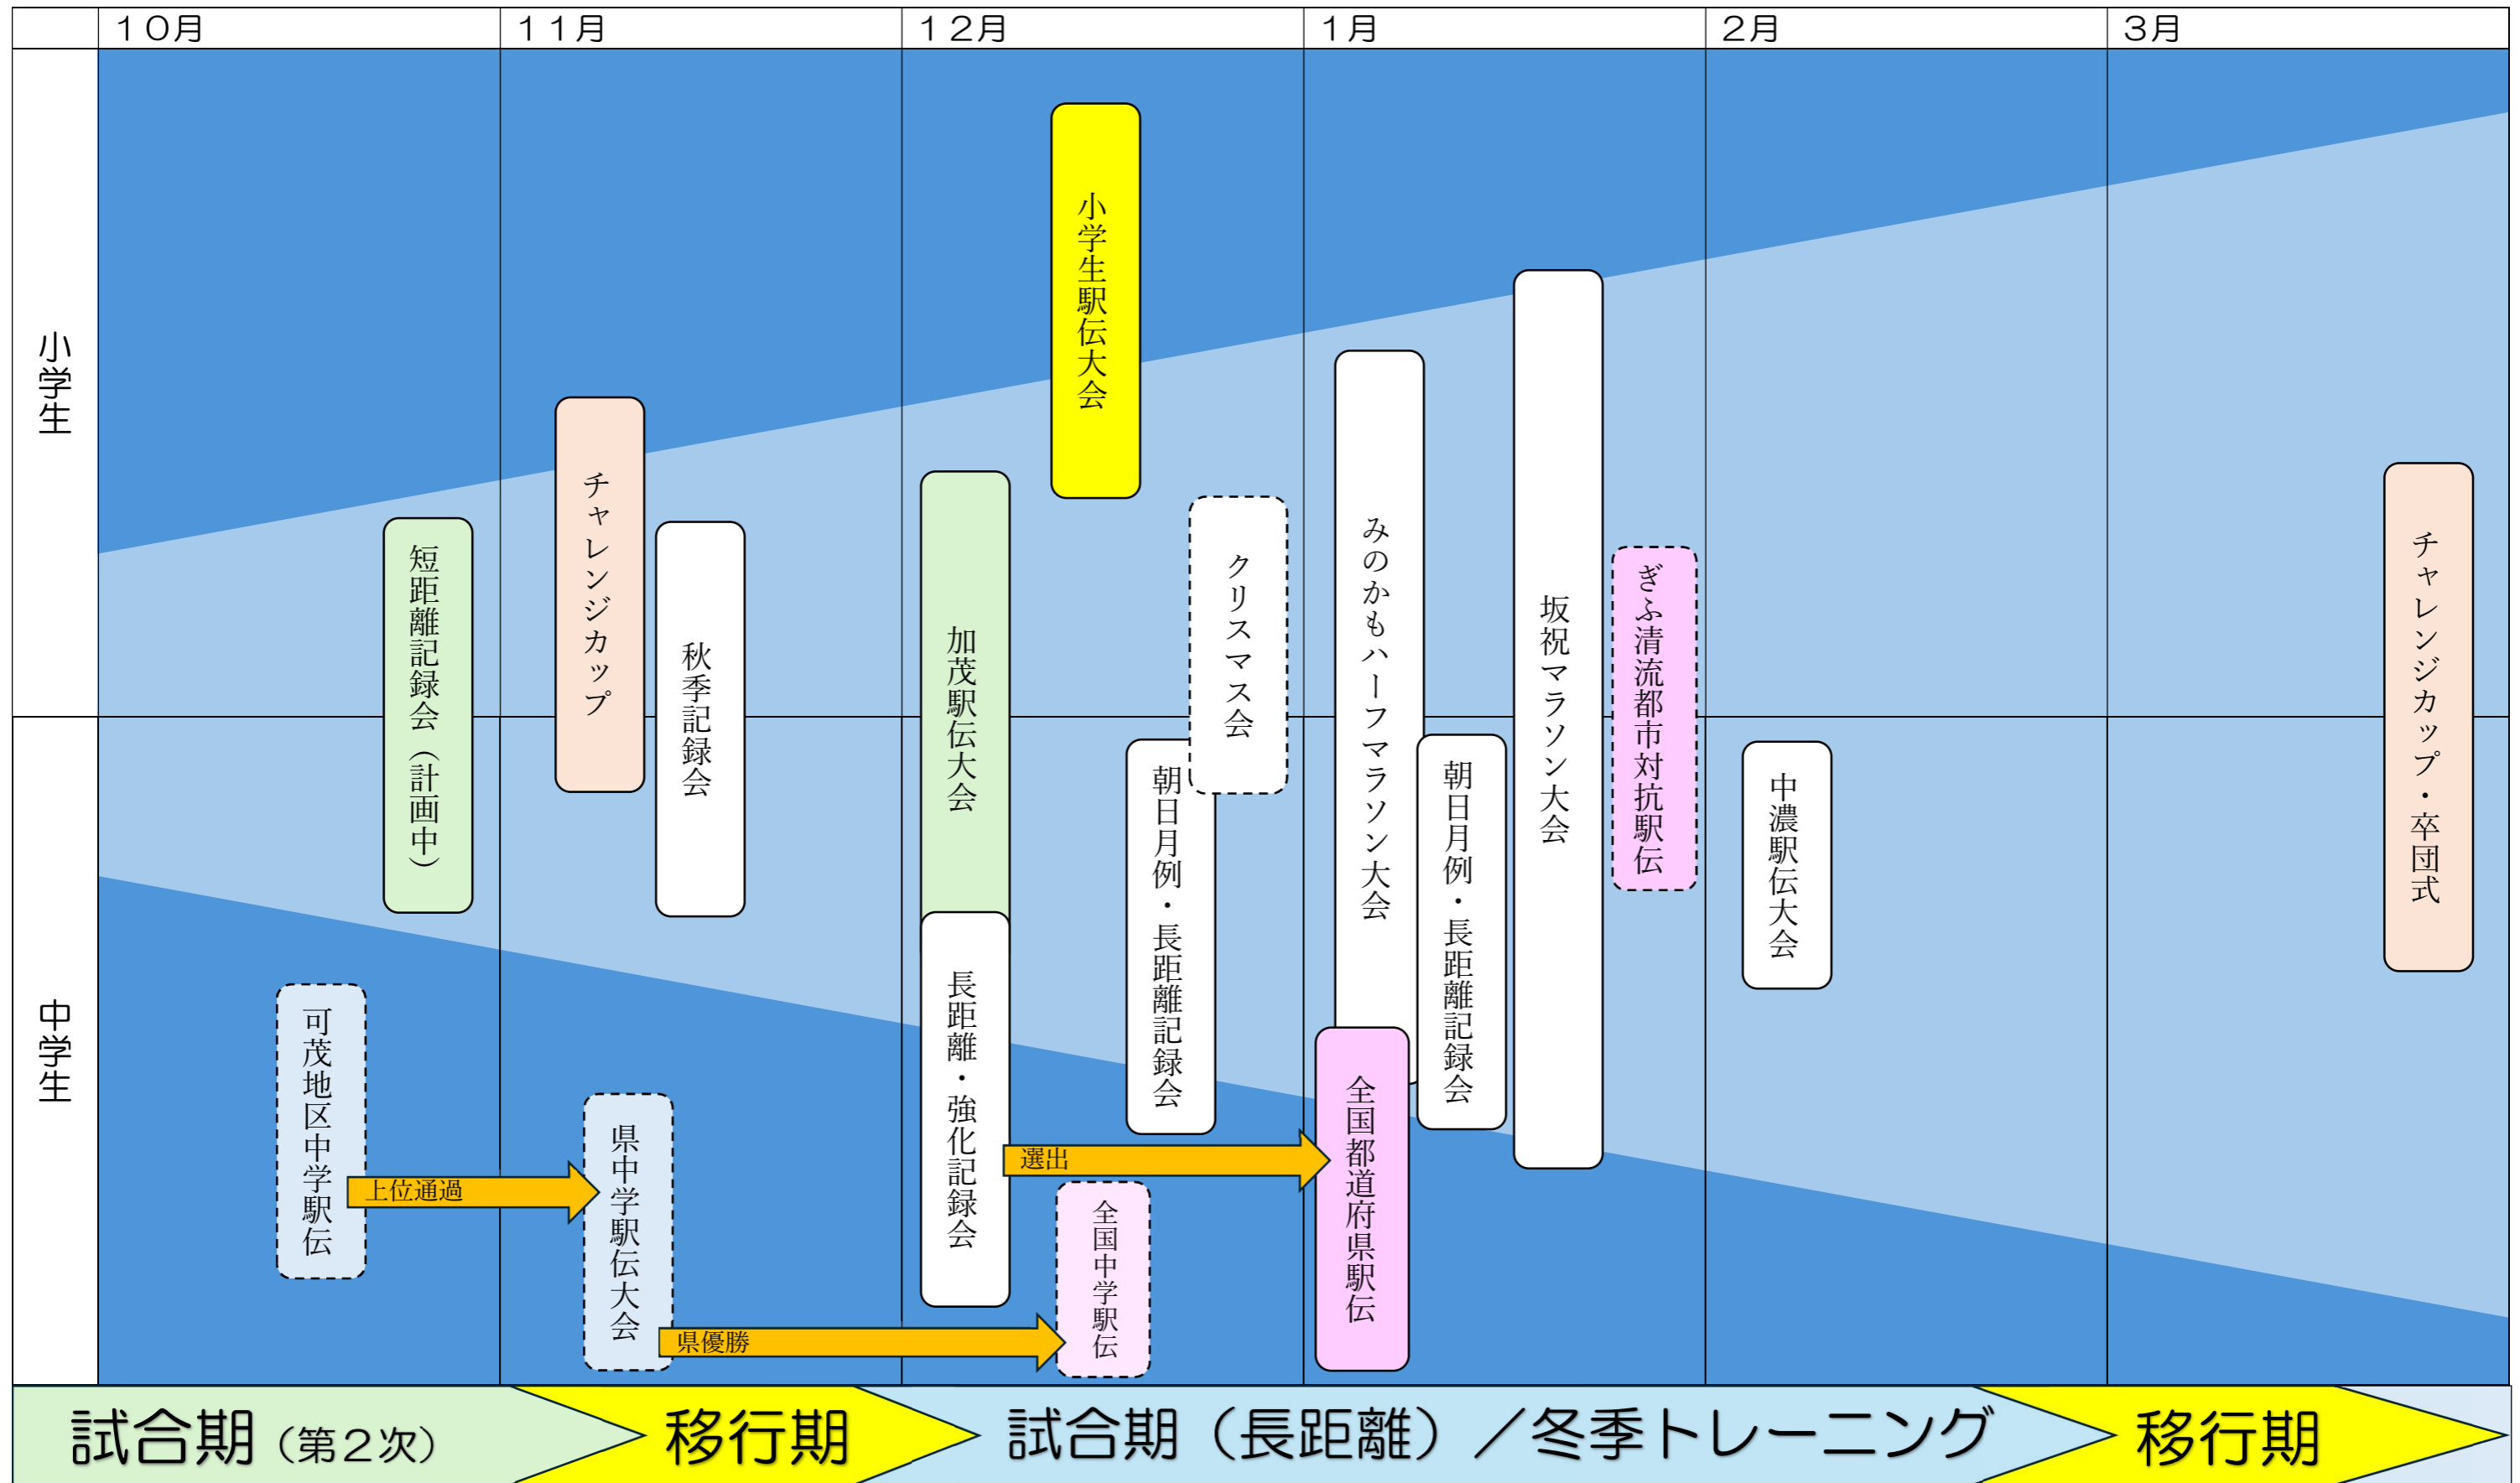 10月
11月
12月
1月
2月
3月
小学生
中学生
短距離記録会（計画中）
チャレンジカップ
秋季記録会
加茂駅伝大会
小学生駅伝大会
クリスマス会
みのかもハーフマラソン大会
坂祝マラソン大会
ぎふ清流都市対抗駅伝
中濃駅伝大会
チャレンジカップ・卒団式
可茂地区中学駅伝
上位通過
県中学駅伝大会
県優勝
長距離・強化記録会
選出
全国中学駅伝
朝日月例・長距離記録会
全国都道府県駅伝
朝日月例・長距離記録会
試合期（第2次）
移行期
試合期（長距離）／冬季トレーニング
移行期